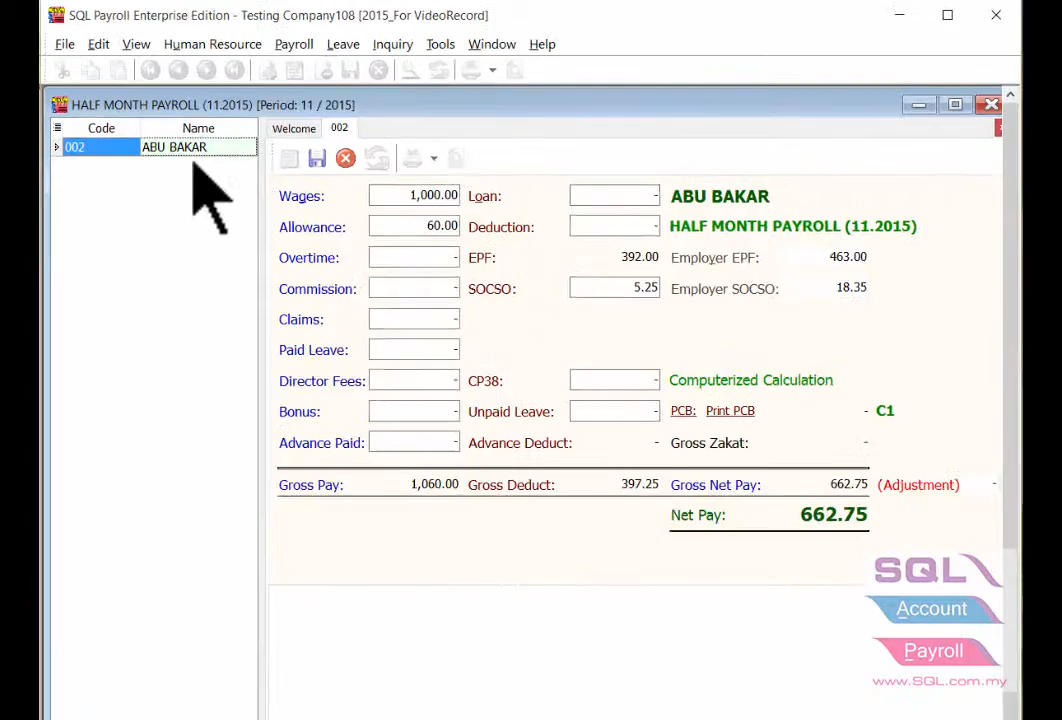 SQL Payroll Enterprise Edition - Testing Company108 [2015_For VideoRecord]
File Edit View Human Resource Payroll Leave Inquiry Tools Window Help
HALF MONTH PAYROLL (11.2015) [Period: 11 / 2015]
Code Name
002 ABU BAKAR
Welcome 002
Wages: 1,000.00 Loan: - ABU BAKAR
Allowance: 60.00 Deduction: - HALF MONTH PAYROLL (11.2015)
Overtime: - EPF: 392.00 Employer EPF: 463.00
Commission: - SOCSO: 5.25 Employer SOCSO: 18.35
Claims: -
Paid Leave: -
Director Fees: - CP38: - Computerized Calculation
Bonus: - Unpaid Leave: - PCB: Print PCB - C1
Advance Paid: - Advance Deduct: - Gross Zakat: -
Gross Pay: 1,060.00 Gross Deduct: 397.25 Gross Net Pay: 662.75 (Adjustment) -
Net Pay: 662.75
SQL
Account
Payroll
www.SQL.com.my